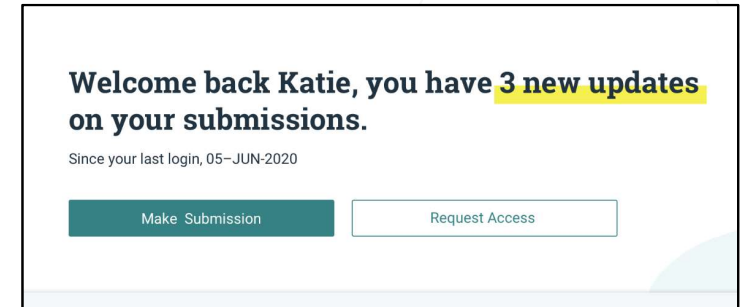 Welcome back Katie, you have 3 new updates
on your submissions.
Since your last login, 05–JUN-2020
Make Submission
Request Access